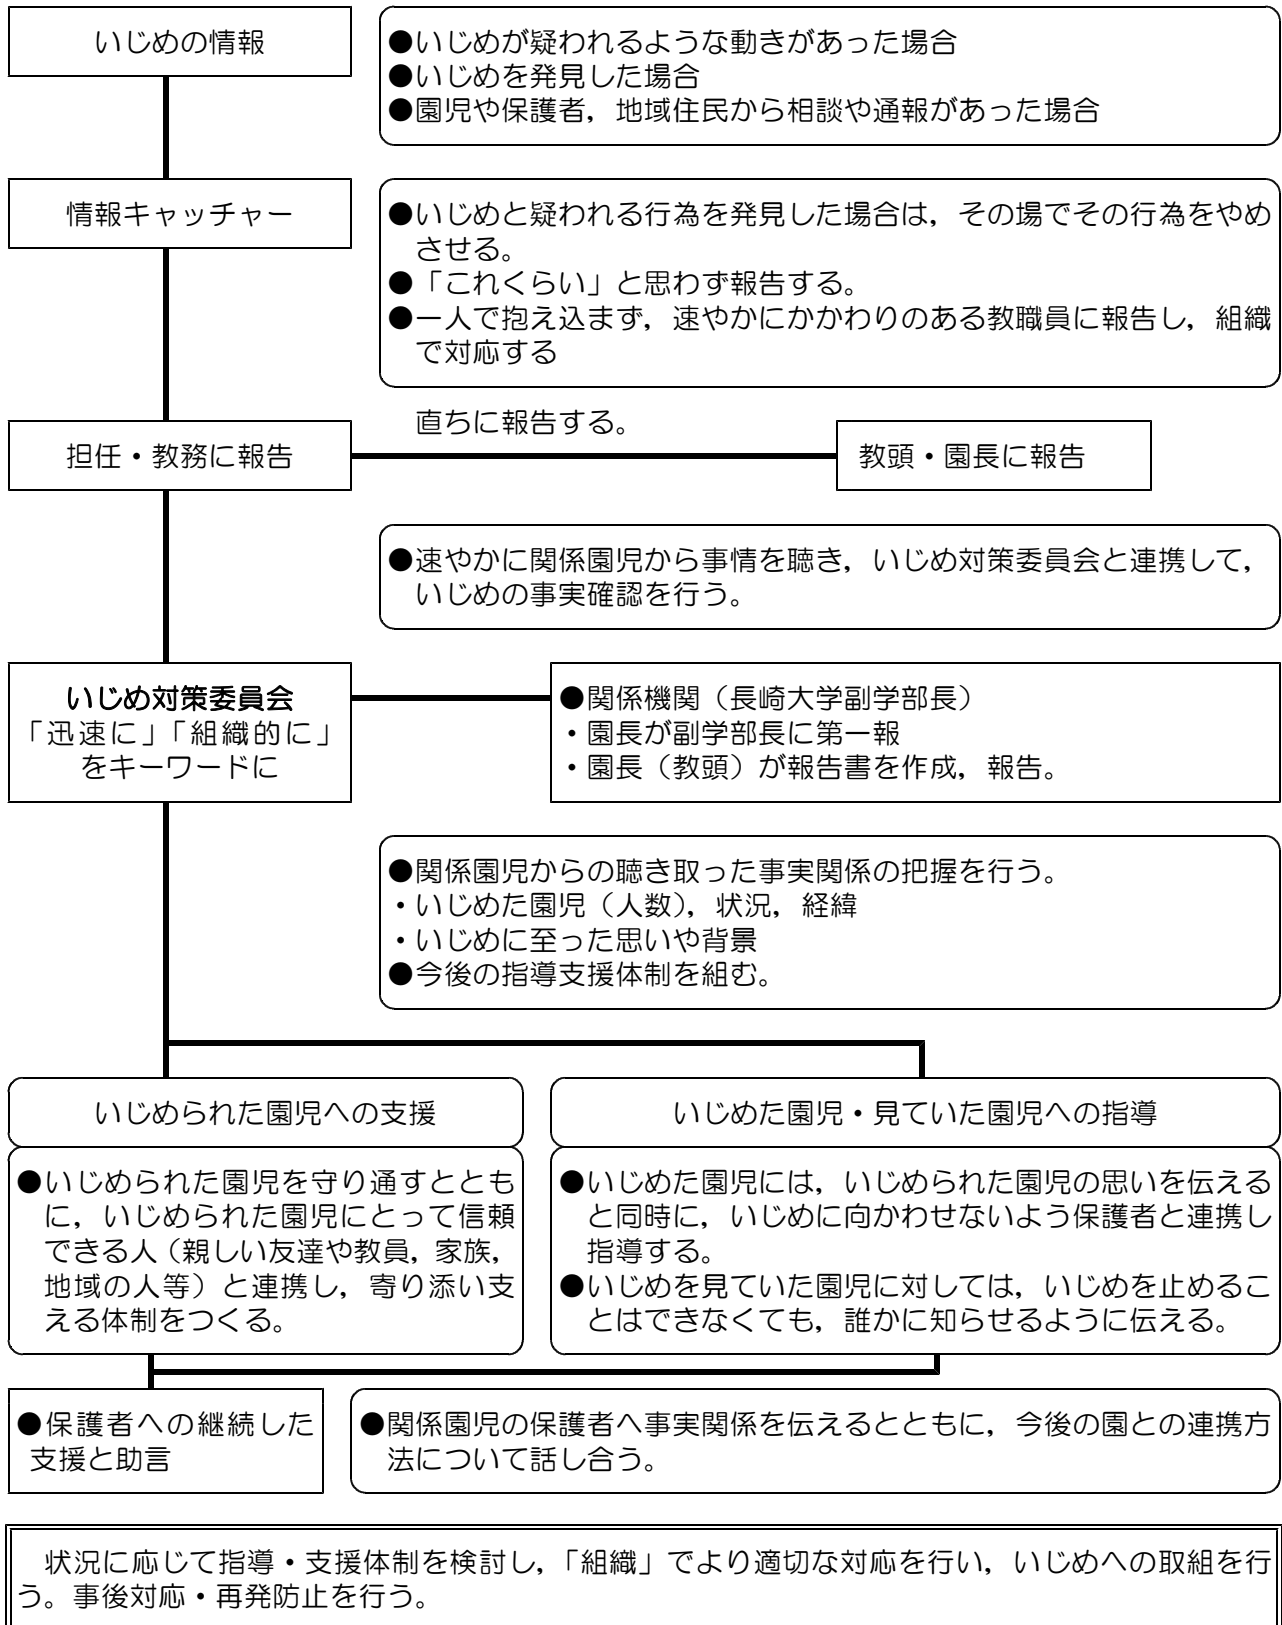 いじめの情報
●いじめが疑われるような動きがあった場合
●いじめを発見した場合
●園児や保護者，地域住民から相談や通報があった場合
情報キャッチャー
●いじめと疑われる行為を発見した場合は，その場でその行為をやめ
させる。
●「これくらい」と思わず報告する。
●一人で抱え込まず，速やかにかかわりのある教職員に報告し，組織
で対応する
直ちに報告する。
担任・教務に報告
教頭・園長に報告
●速やかに関係園児から事情を聴き，いじめ対策委員会と連携して，
いじめの事実確認を行う。
いじめ対策委員会
「迅速に」「組織的に」
をキーワードに
●関係機関（長崎大学副学部長）
・園長が副学部長に第一報
・園長（教頭）が報告書を作成，報告。
●関係園児からの聴き取った事実関係の把握を行う。
・いじめた園児（人数），状況，経緯
・いじめに至った思いや背景
●今後の指導支援体制を組む。
いじめられた園児への支援
●いじめられた園児を守り通すととも
に，いじめられた園児にとって信頼
できる人（親しい友達や教員，家族，
地域の人等）と連携し，寄り添い支
える体制をつくる。
いじめた園児・見ていた園児への指導
●いじめた園児には，いじめられた園児の思いを伝える
と同時に，いじめに向かわせないよう保護者と連携し
指導する。
●いじめを見ていた園児に対しては，いじめを止めるこ
とはできなくても，誰かに知らせるように伝える。
●保護者への継続した
支援と助言
●関係園児の保護者へ事実関係を伝えるとともに，今後の園との連携方
法について話し合う。
状況に応じて指導・支援体制を検討し，「組織」でより適切な対応を行い，いじめへの取組を行
う。事後対応・再発防止を行う。